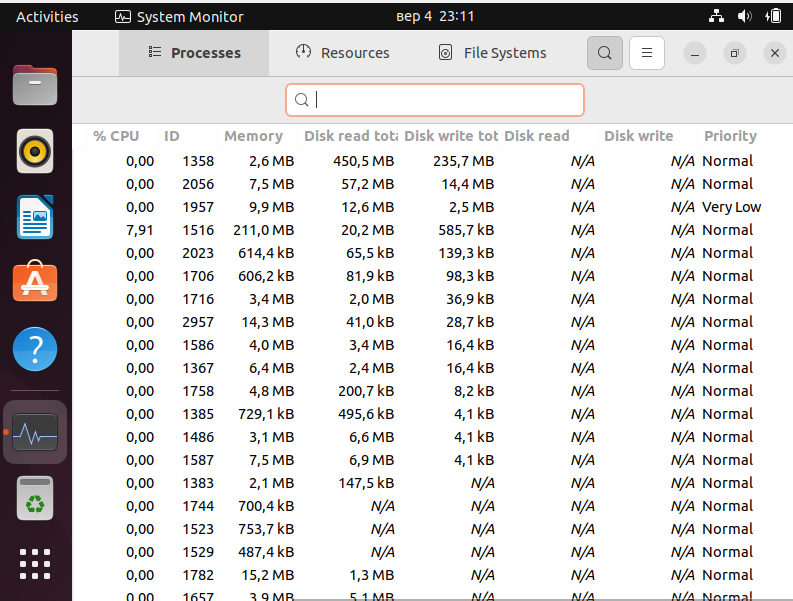 Activities System Monitor вер 4 23:11
Processes Resources File Systems
% CPU ID Memory Disk read tota Disk write tot Disk read Disk write Priority
0,00 1358 2,6 MB 450,5 MB 235,7 MB N/A N/A Normal
0,00 2056 7,5 MB 57,2 MB 14,4 MB N/A N/A Normal
0,00 1957 9,9 MB 12,6 MB 2,5 MB N/A N/A Very Low
7,91 1516 211,0 MB 20,2 MB 585,7 kB N/A N/A Normal
0,00 2023 614,4 kB 65,5 kB 139,3 kB N/A N/A Normal
0,00 1706 606,2 kB 81,9 kB 98,3 kB N/A N/A Normal
0,00 1716 3,4 MB 2,0 MB 36,9 kB N/A N/A Normal
0,00 2957 14,3 MB 41,0 kB 28,7 kB N/A N/A Normal
0,00 1586 4,0 MB 3,4 MB 16,4 kB N/A N/A Normal
0,00 1367 6,4 MB 2,4 MB 16,4 kB N/A N/A Normal
0,00 1758 4,8 MB 200,7 kB 8,2 kB N/A N/A Normal
0,00 1385 729,1 kB 495,6 kB 4,1 kB N/A N/A Normal
0,00 1486 3,1 MB 6,6 MB 4,1 kB N/A N/A Normal
0,00 1587 7,5 MB 6,9 MB 4,1 kB N/A N/A Normal
0,00 1383 2,1 MB 147,5 kB N/A N/A N/A Normal
0,00 1744 700,4 kB N/A N/A N/A N/A Normal
0,00 1523 753,7 kB N/A N/A N/A N/A Normal
0,00 1529 487,4 kB N/A N/A N/A N/A Normal
0,00 1782 15,2 MB 1,3 MB N/A N/A N/A Normal
0,00 1657 3,9 MB 5,1 MB N/A N/A N/A Normal